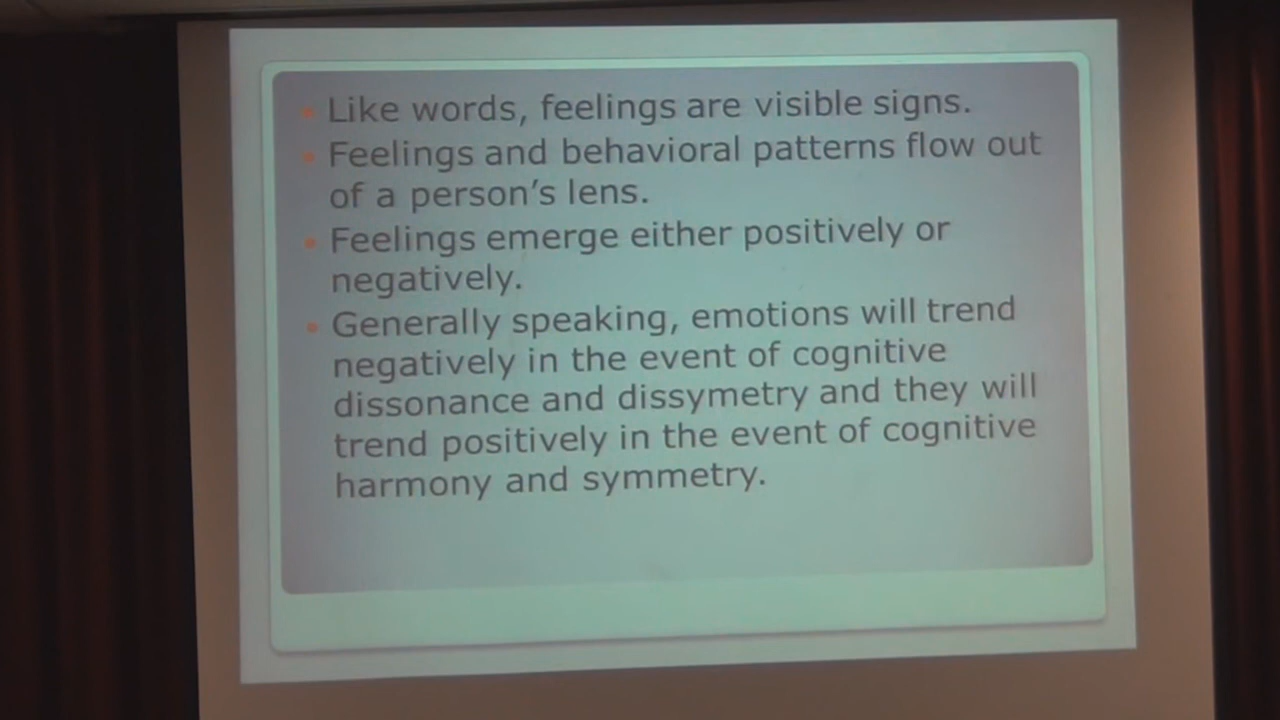 • Like words, feelings are visible signs.
• Feelings and behavioral patterns flow out
of a person's lens.
• Feelings emerge either positively or
negatively.
• Generally speaking, emotions will trend
negatively in the event of cognitive
dissonance and dissymetry and they will
trend positively in the event of cognitive
harmony and symmetry.